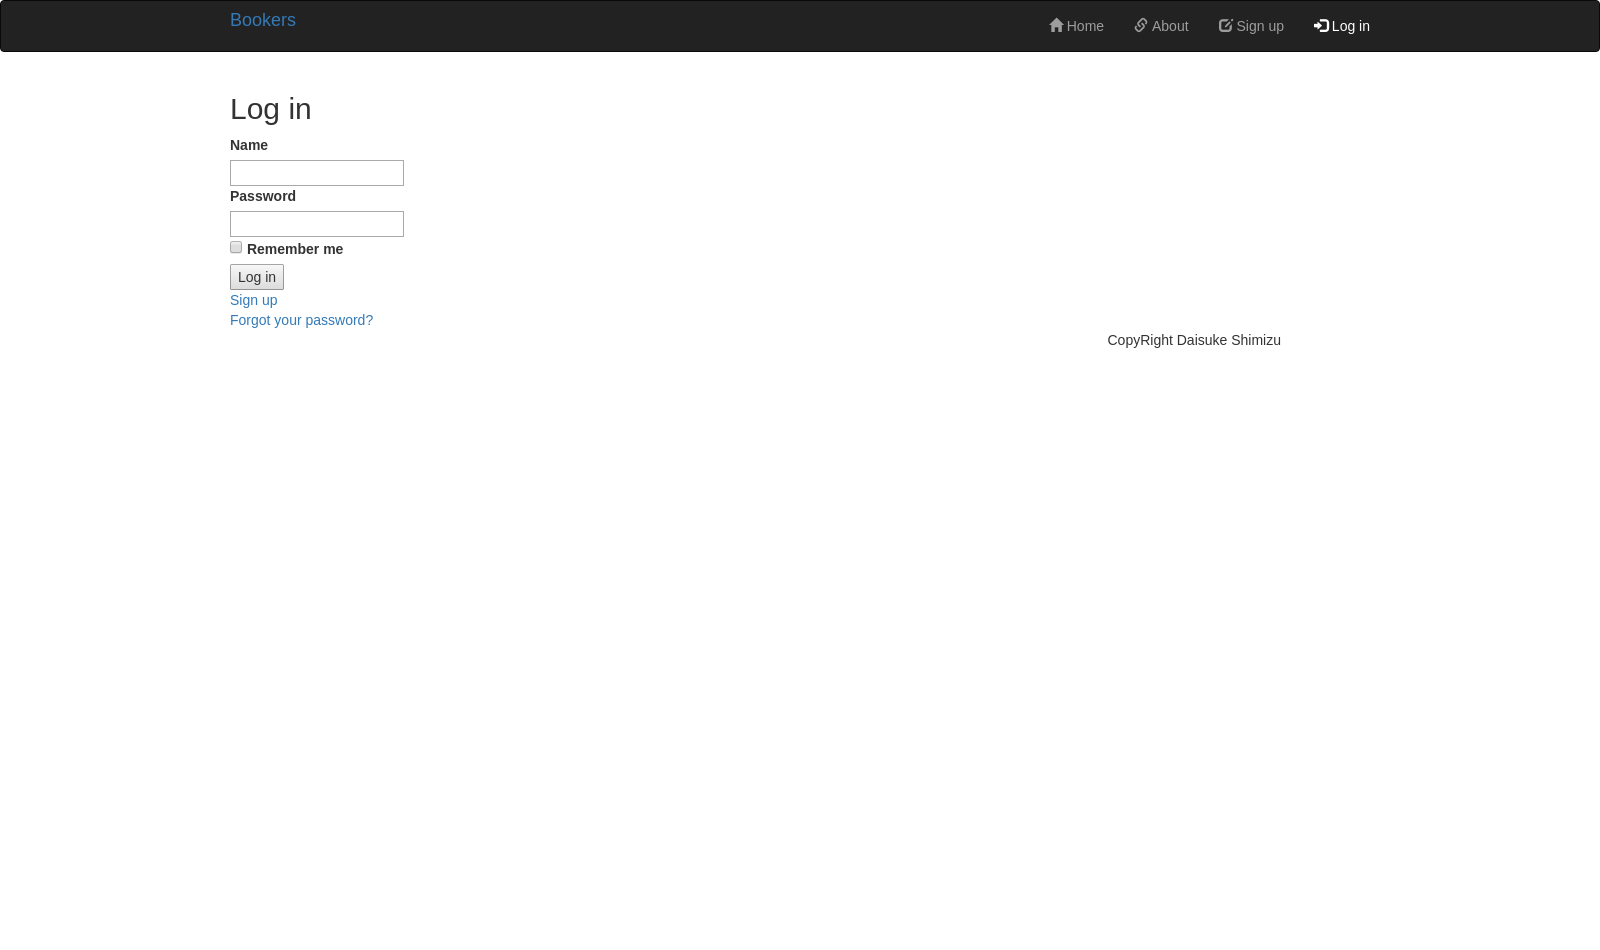 Bookers
Home About Sign up Log in
Log in
Name
Password
Remember me
Log in
Sign up
Forgot your password?
CopyRight Daisuke Shimizu